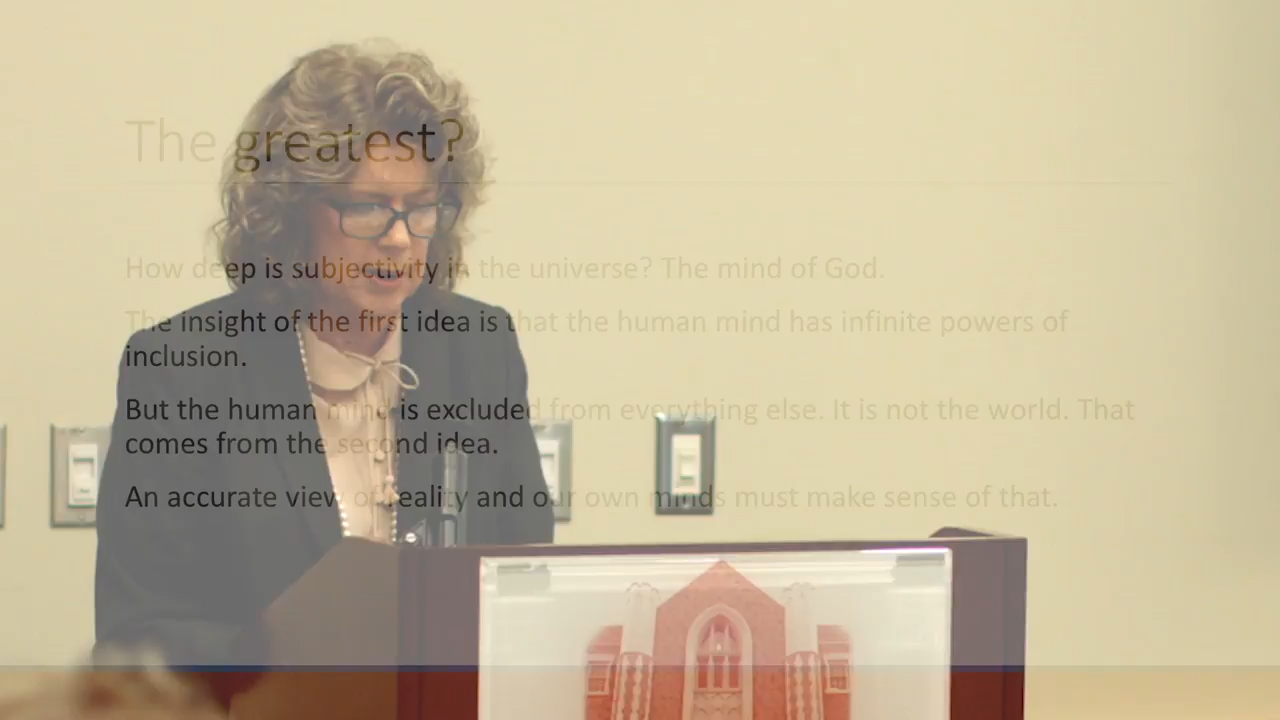 The greatest?
How deep is subjectivity in the universe? The mind of God.
The insight of the first idea is that the human mind has infinite powers of
inclusion.
But the human mind is excluded from everything else. It is not the world. That
comes from the second idea.
An accurate view of reality and our own minds must make sense of that.